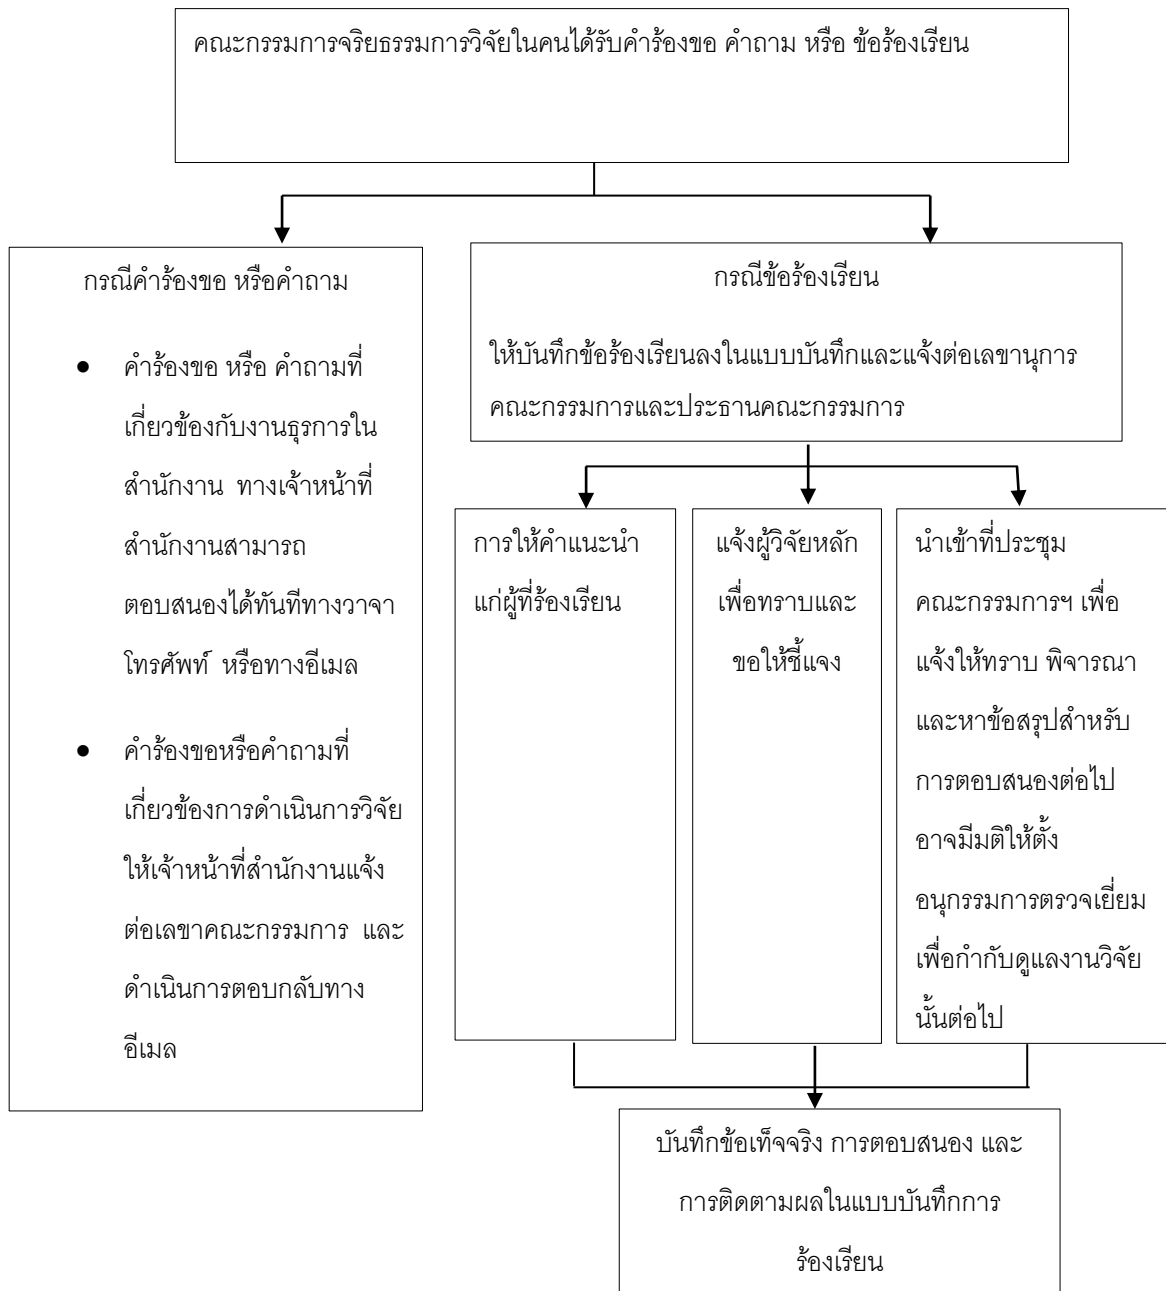 คณะกรรมการจริยธรรมการวิจัยในคนได้รับคำร้องขอ คำถาม หรือ ข้อร้องเรียน
กรณีคำร้องขอ หรือคำถาม
● คำร้องขอ หรือ คำถามที่
เกี่ยวข้องกับงานธุรการใน
สำนักงาน ทางเจ้าหน้าที่
สำนักงานสามารถ
ตอบสนองได้ทันทีทางวาจา
โทรศัพท์ หรือทางอีเมล
● คำร้องขอหรือคำถามที่
เกี่ยวข้องการดำเนินการวิจัย
ให้เจ้าหน้าที่สำนักงานแจ้ง
ต่อเลขาคณะกรรมการ และ
ดำเนินการตอบกลับทาง
อีเมล
กรณีข้อร้องเรียน
ให้บันทึกข้อร้องเรียนลงในแบบบันทึกและแจ้งต่อเลขานุการ
คณะกรรมการและประธานคณะกรรมการ
การให้คำแนะนำ
แก่ผู้ที่ร้องเรียน
แจ้งผู้วิจัยหลัก
เพื่อทราบและ
ขอให้ชี้แจง
นำเข้าที่ประชุม
คณะกรรมการฯ เพื่อ
แจ้งให้ทราบ พิจารณา
และหาข้อสรุปสำหรับ
การตอบสนองต่อไป
อาจมีมติให้ตั้ง
อนุกรรมการตรวจเยี่ยม
เพื่อกำกับดูแลงานวิจัย
นั้นต่อไป
บันทึกข้อเท็จจริง การตอบสนอง และ
การติดตามผลในแบบบันทึกการ
ร้องเรียน